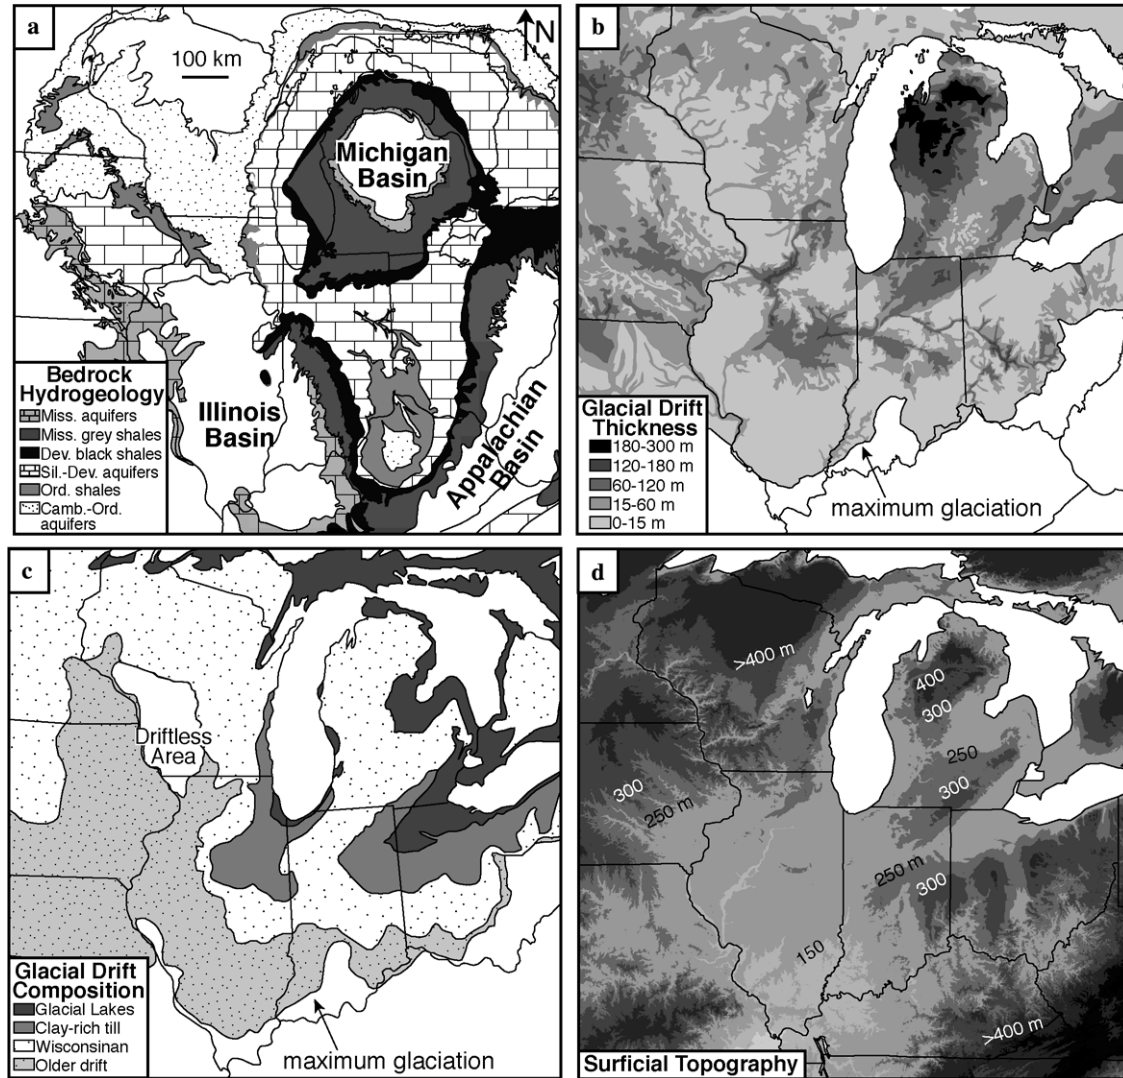 a
100 km
N
Michigan
Basin
Illinois
Basin
Appalachian
Basin
Bedrock
Hydrogeology
Miss. aquifers
Miss. grey shales
Dev. black shales
Sil.-Dev. aquifers
Ord. shales
Camb.-Ord.
aquifers
b
Glacial Drift
Thickness
180-300 m
120-180 m
60-120 m
15-60 m
0-15 m
maximum glaciation
c
Driftless
Area
Glacial Drift
Composition
Glacial Lakes
Clay-rich till
Wisconsinan
Older drift
maximum glaciation
d
>400 m
400
300
250
300
300
250 m
250 m
300
150
>400 m
Surficial Topography